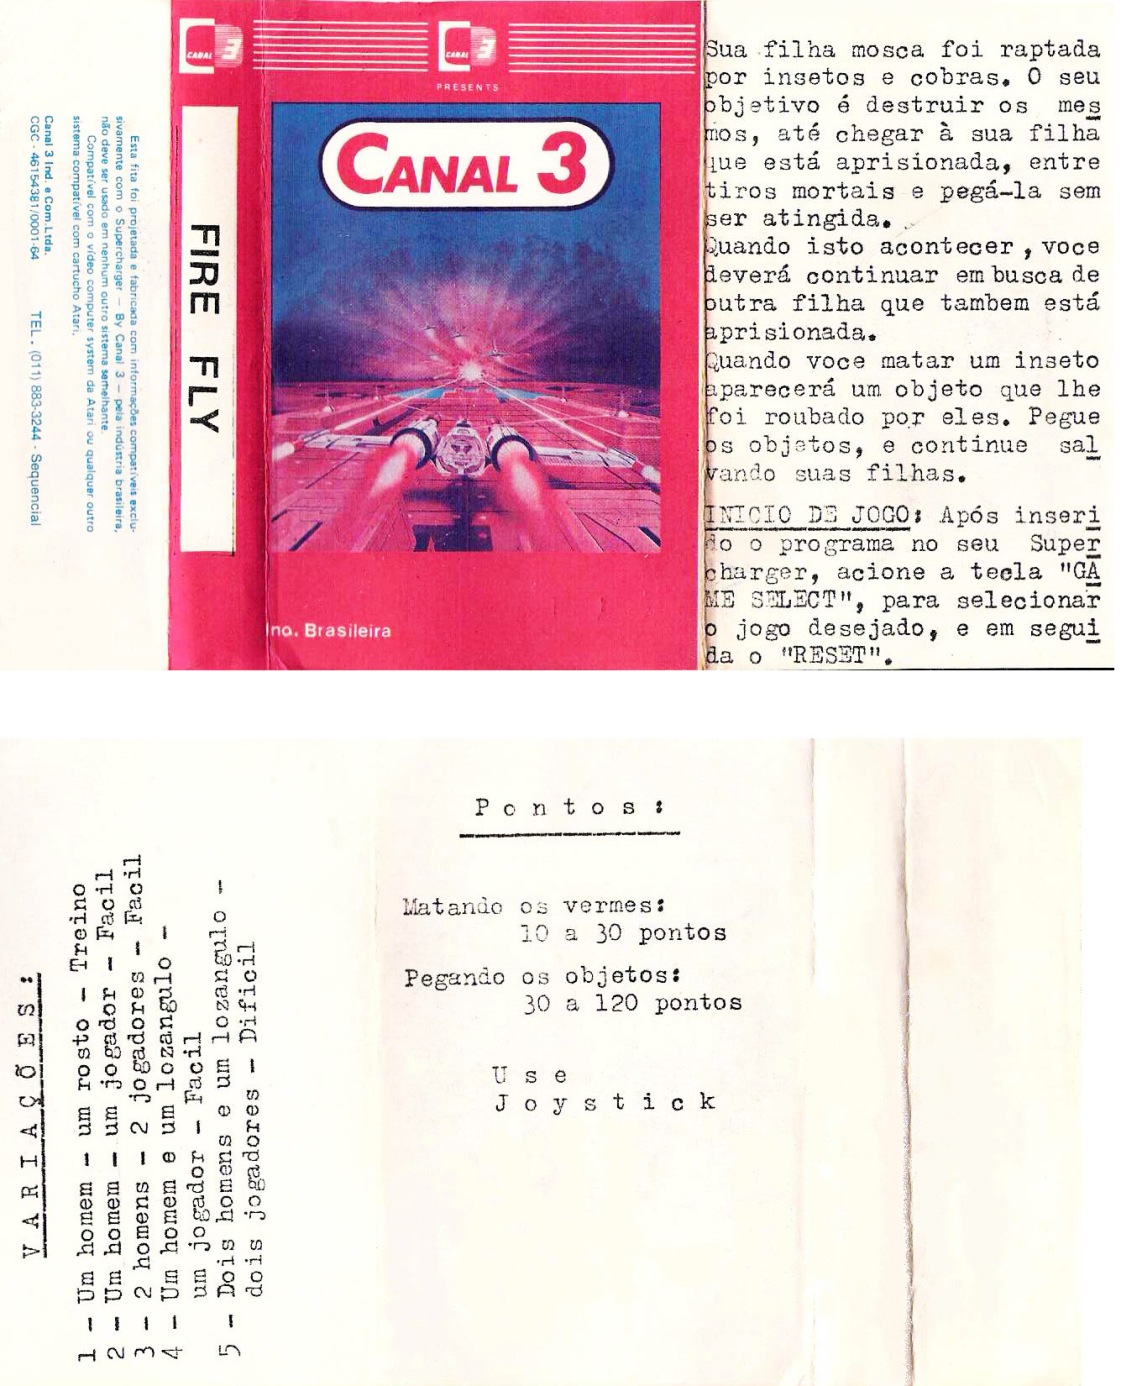 Esta fita foi projetada e fabricada com informações compatíveis exclu-
sivamente com o Supercharger — By Canal 3 — pela indústria brasileira,
não deve ser usado em nenhum outro sistema semelhante.
Compatível com o vídeo computer system da Atari ou qualquer outro
sistema compatível com cartucho Atari.
Canal 3 Ind. e Com. Ltda.
CGC - 46154381/0001-64 TEL. (011) 883-3244 - Sequencial
CANAL 3
FIRE FLY
CANAL 3
PRESENTS
CANAL 3
Ino. Brasileira
Sua filha mosca foi raptada
por insetos e cobras. O seu
objetivo é destruir os mes
mos, até chegar à sua filha
que está aprisionada, entre
tiros mortais e pegá-la sem
ser atingida.
Quando isto acontecer, voce
deverá continuar em busca de
outra filha que tambem está
aprisionada.
Quando voce matar um inseto
aparecerá um objeto que lhe
foi roubado por eles. Pegue
os objetos, e continue sal
vando suas filhas.
INICIO DE JOGO: Após inseri
do o programa no seu Super
charger, acione a tecla "GA
ME SELECT", para selecionar
o jogo desejado, e em segui
da o "RESET".
VARIAÇÕES:
1 - Um homem - um rosto - Treino
2 - Um homem - um jogador - Facil
3 - 2 homens - 2 jogadores - Facil
4 - Um homem e um lozangulo -
um jogador - Facil
5 - Dois homens e um lozangulo -
dois jogadores - Dificil
Pontos:
Matando os vermes:
10 a 30 pontos
Pegando os objetos:
30 a 120 pontos
Use
Joystick